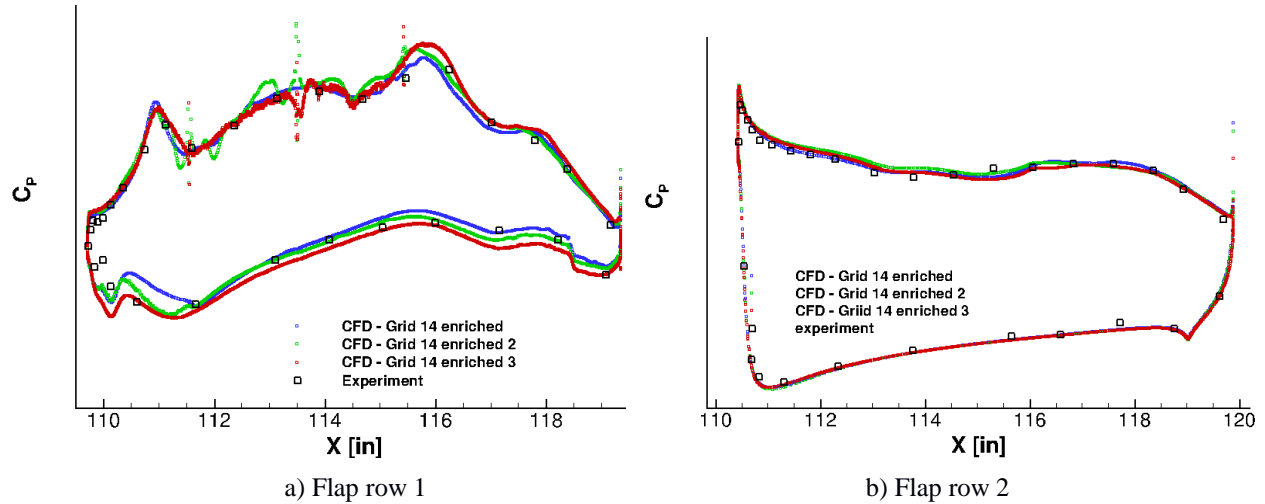 C_P
CFD - Grid 14 enriched
CFD - Grid 14 enriched 2
CFD - Grid 14 enriched 3
Experiment
110 112 114 116 118
X [in]
a) Flap row 1
C_P
CFD - Grid 14 enriched
CFD - Grid 14 enriched 2
CFD - Griid 14 enriched 3
experiment
110 112 114 116 118 120
X [in]
b) Flap row 2